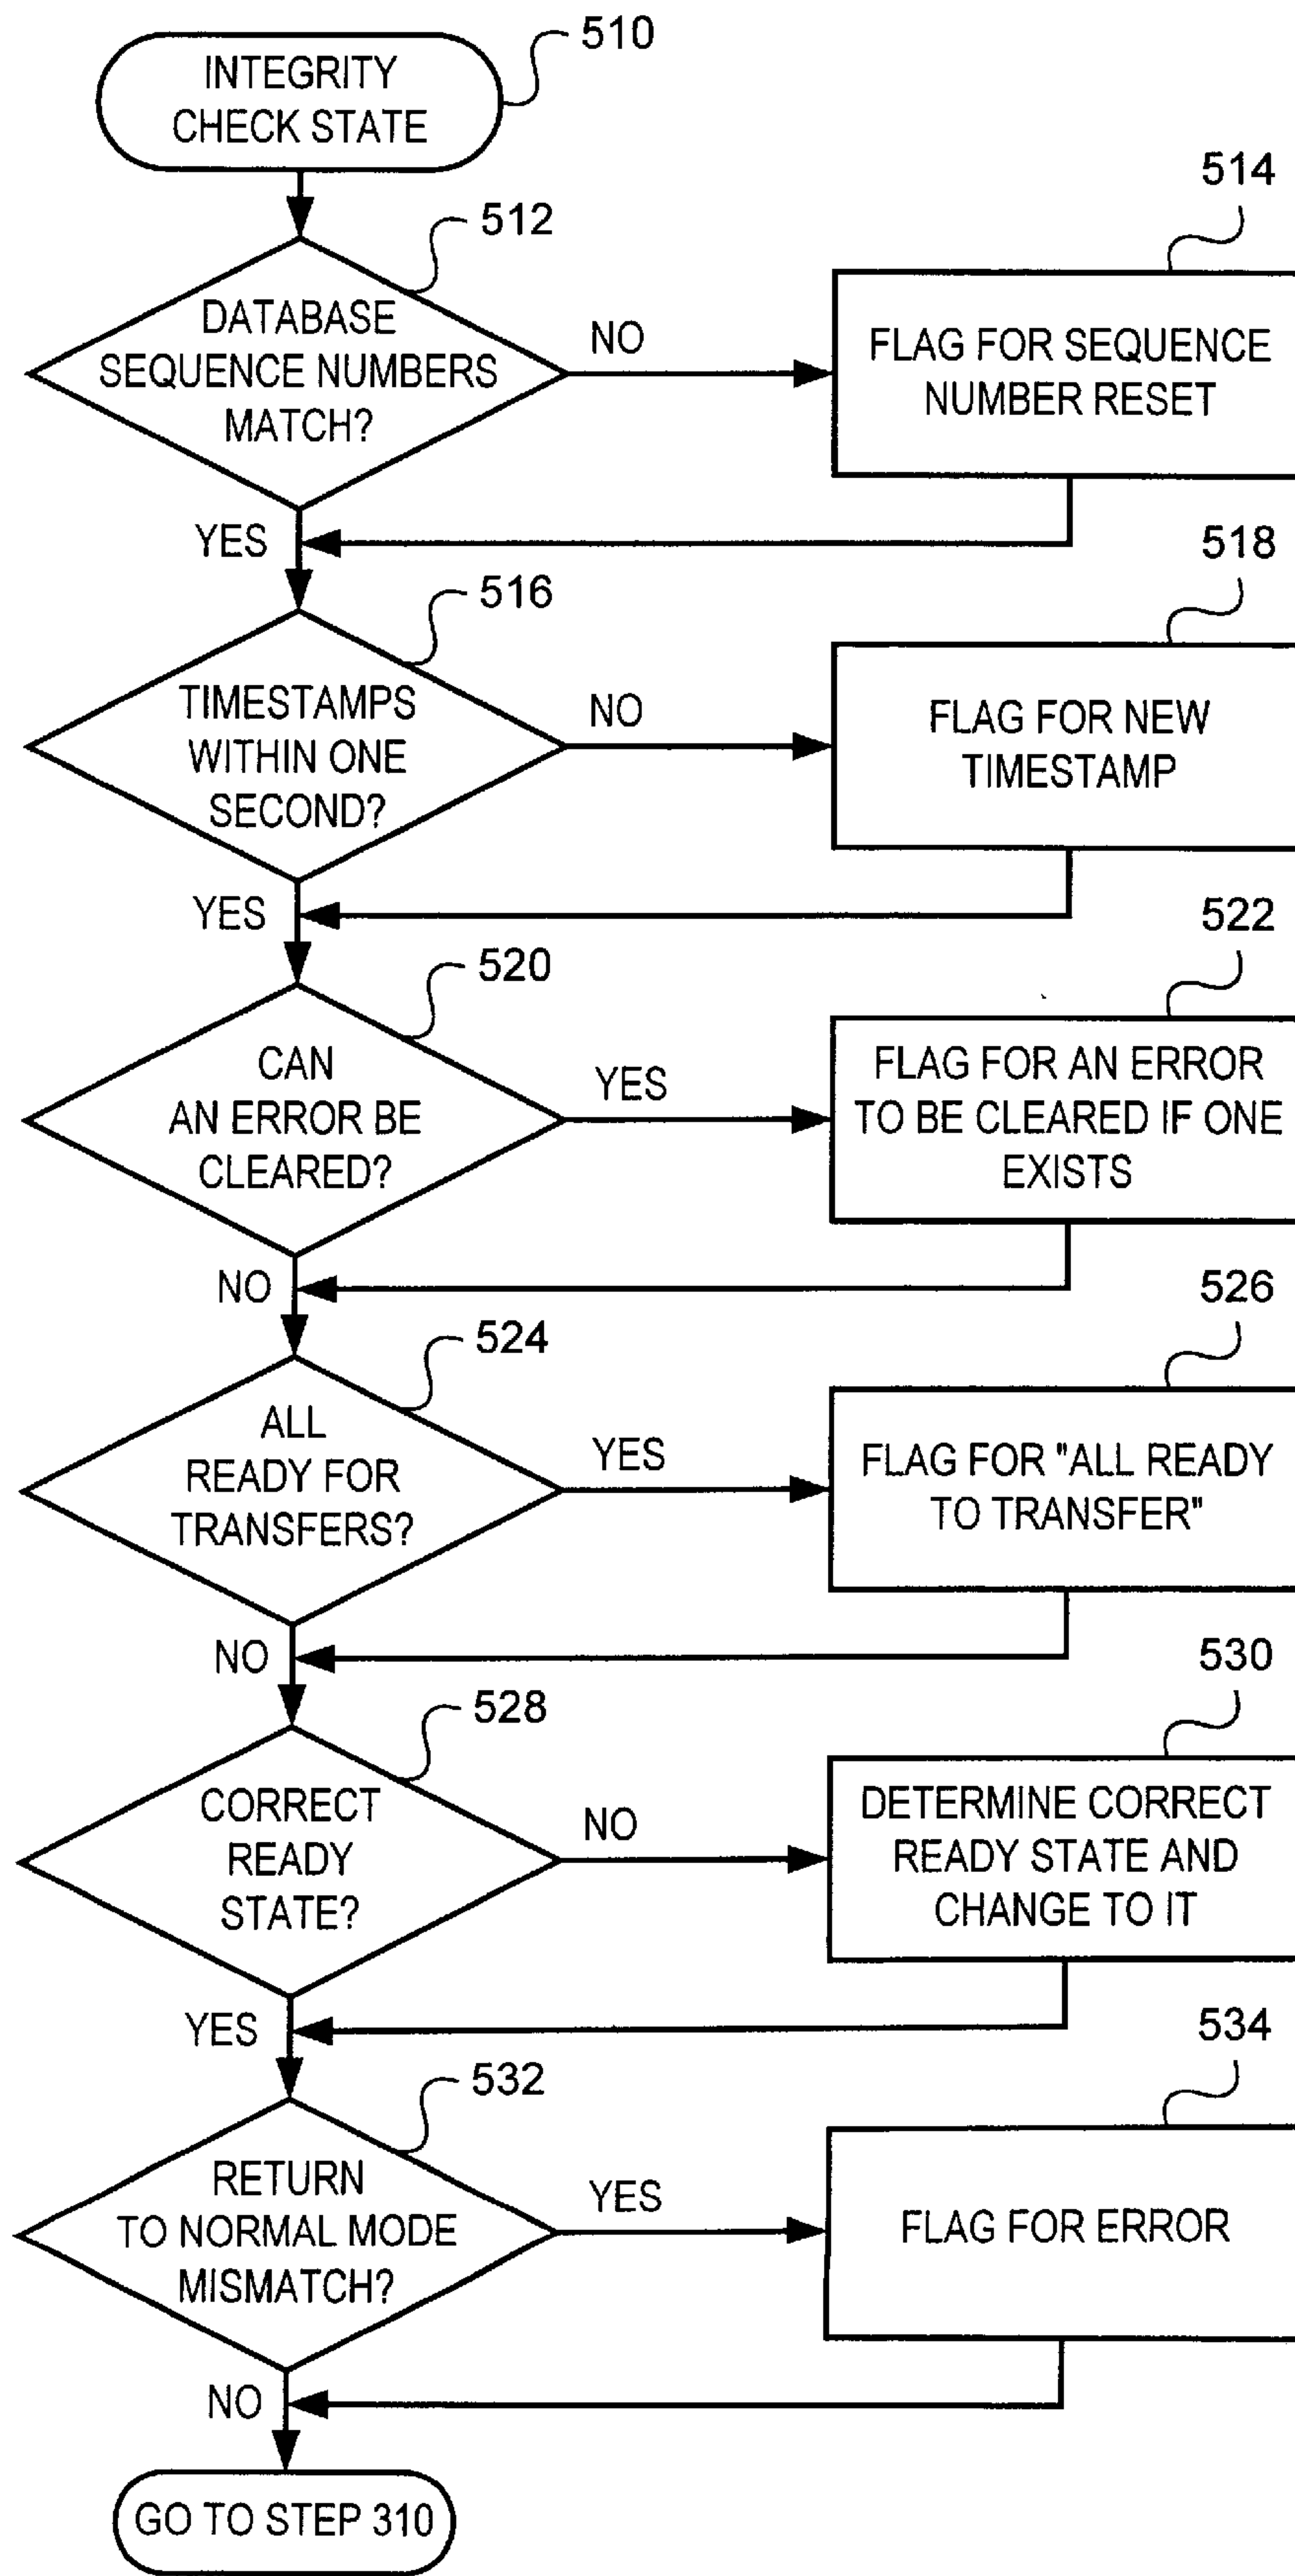 510
INTEGRITY
CHECK STATE
512
514
DATABASE
SEQUENCE NUMBERS
MATCH?
NO
FLAG FOR SEQUENCE
NUMBER RESET
YES
516
518
TIMESTAMPS
WITHIN ONE
SECOND?
NO
FLAG FOR NEW
TIMESTAMP
YES
520
522
CAN
AN ERROR BE
CLEARED?
YES
FLAG FOR AN ERROR
TO BE CLEARED IF ONE
EXISTS
NO
524
526
ALL
READY FOR
TRANSFERS?
YES
FLAG FOR "ALL READY
TO TRANSFER"
NO
528
530
CORRECT
READY
STATE?
NO
DETERMINE CORRECT
READY STATE AND
CHANGE TO IT
YES
532
534
RETURN
TO NORMAL MODE
MISMATCH?
YES
FLAG FOR ERROR
NO
GO TO STEP 310